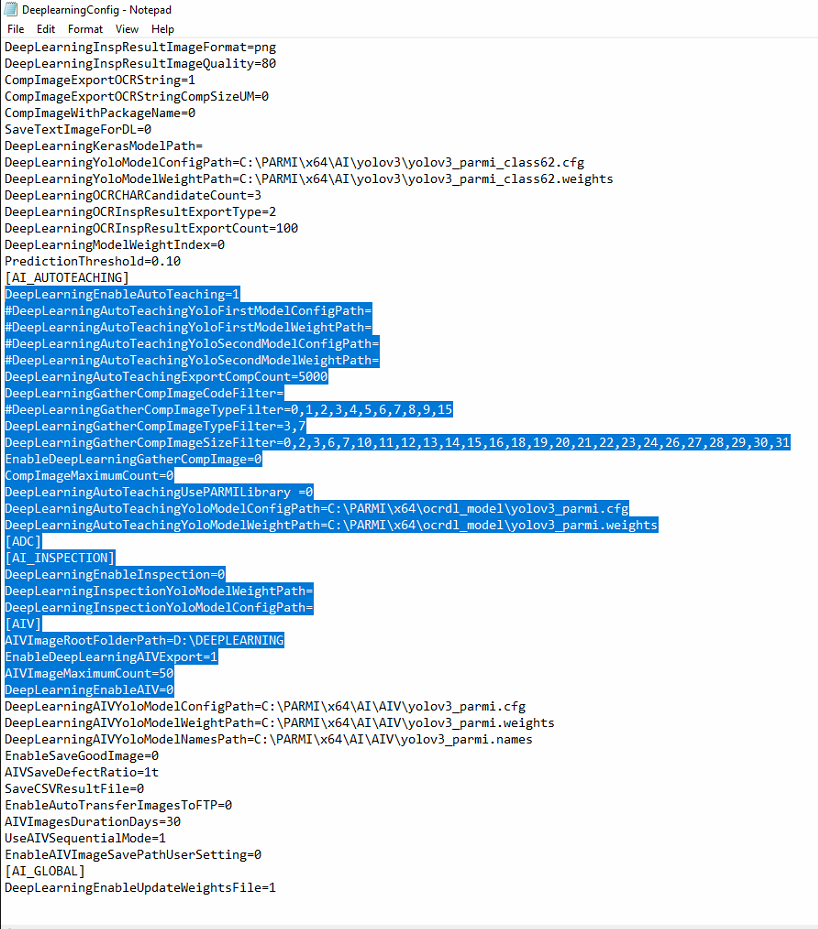 DeeplearningConfig - Notepad
File Edit Format View Help
DeepLearningInspResultImageFormat=png
DeepLearningInspResultImageQuality=80
CompImageExportOCRString=1
CompImageExportOCRStringCompSizeUM=0
CompImageWithPackageName=0
SaveTextImageForDL=0
DeepLearningKerasModelPath=
DeepLearningYoloModelConfigPath=C:\PARMI\x64\AI\yolov3\yolov3_parmi_class62.cfg
DeepLearningYoloModelWeightPath=C:\PARMI\x64\AI\yolov3\yolov3_parmi_class62.weights
DeepLearningOCRCHARCandidateCount=3
DeepLearningOCRInspResultExportType=2
DeepLearningOCRInspResultExportCount=100
DeepLearningModelWeightIndex=0
PredictionThreshold=0.10
[AI_AUTOTEACHING]
DeepLearningEnableAutoTeaching=1
#DeepLearningAutoTeachingYoloFirstModelConfigPath=
#DeepLearningAutoTeachingYoloFirstModelWeightPath=
#DeepLearningAutoTeachingYoloSecondModelConfigPath=
#DeepLearningAutoTeachingYoloSecondModelWeightPath=
DeepLearningAutoTeachingExportCompCount=5000
DeepLearningGatherCompImageCodeFilter=
#DeepLearningGatherCompImageTypeFilter=0,1,2,3,4,5,6,7,8,9,15
DeepLearningGatherCompImageTypeFilter=3,7
DeepLearningGatherCompImageSizeFilter=0,2,3,6,7,10,11,12,13,14,15,16,18,19,20,21,22,23,24,26,27,28,29,30,31
EnableDeepLearningGatherCompImage=0
CompImageMaximumCount=0
DeepLearningAutoTeachingUsePARMILibrary =0
DeepLearningAutoTeachingYoloModelConfigPath=C:\PARMI\x64\ocrdl_model\yolov3_parmi.cfg
DeepLearningAutoTeachingYoloModelWeightPath=C:\PARMI\x64\ocrdl_model\yolov3_parmi.weights
[ADC]
[AI_INSPECTION]
DeepLearningEnableInspection=0
DeepLearningInspectionYoloModelWeightPath=
DeepLearningInspectionYoloModelConfigPath=
[AIV]
AIVImageRootFolderPath=D:\DEEPLEARNING
EnableDeepLearningAIVExport=1
AIVImageMaximumCount=50
DeepLearningEnableAIV=0
DeepLearningAIVYoloModelConfigPath=C:\PARMI\x64\AI\AIV\yolov3_parmi.cfg
DeepLearningAIVYoloModelWeightPath=C:\PARMI\x64\AI\AIV\yolov3_parmi.weights
DeepLearningAIVYoloModelNamesPath=C:\PARMI\x64\AI\AIV\yolov3_parmi.names
EnableSaveGoodImage=0
AIVSaveDefectRatio=1t
SaveCSVResultFile=0
EnableAutoTransferImagesToFTP=0
AIVImagesDurationDays=30
UseAIVSequentialMode=1
EnableAIVImageSavePathUserSetting=0
[AI_GLOBAL]
DeepLearningEnableUpdateWeightsFile=1